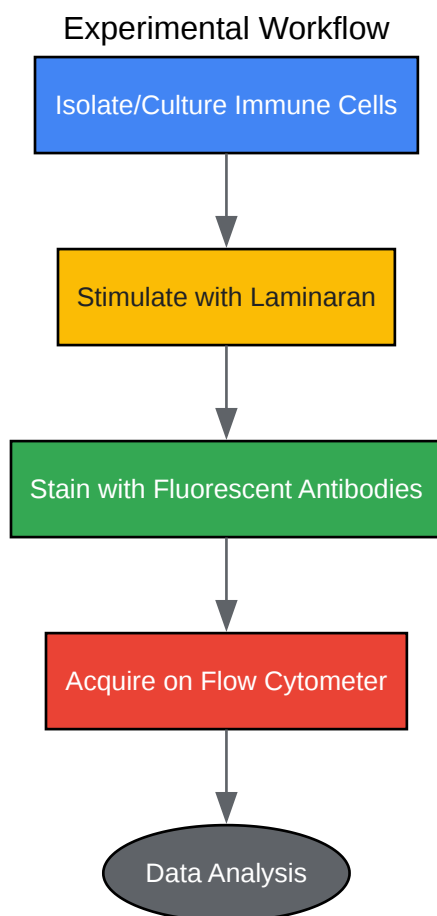 Experimental Workflow
Isolate/Culture Immune Cells
Stimulate with Laminaran
Stain with Fluorescent Antibodies
Acquire on Flow Cytometer
Data Analysis